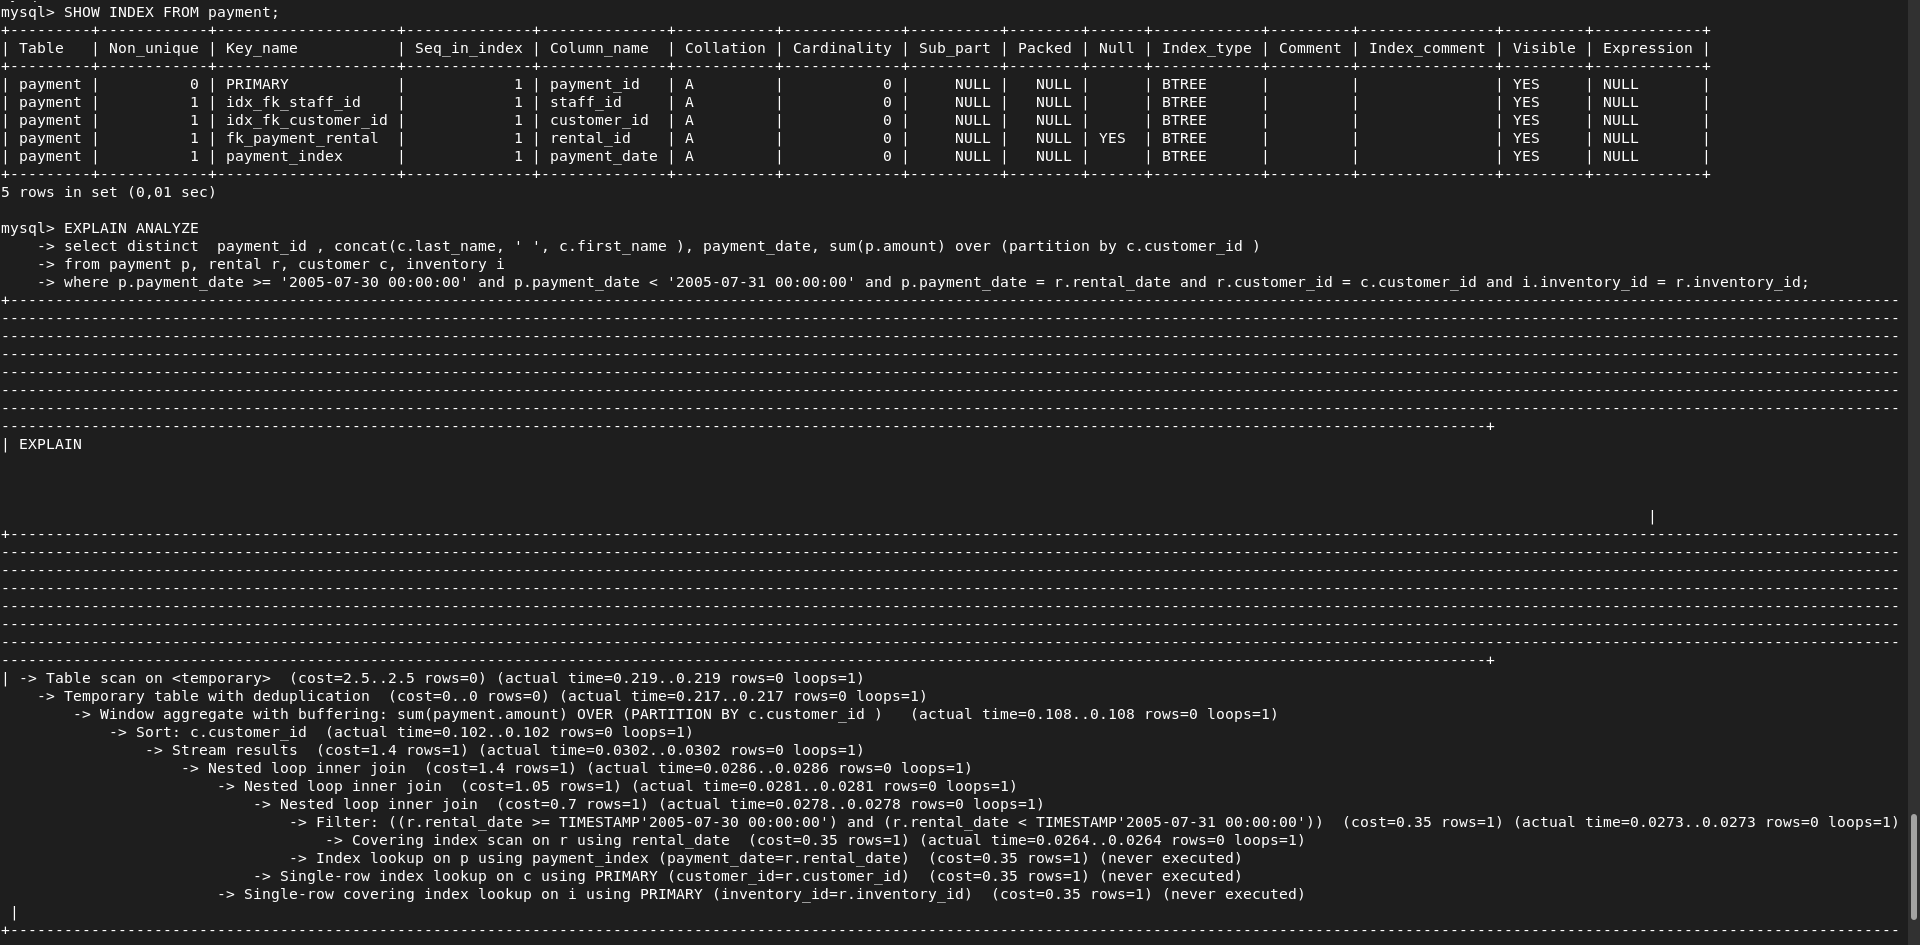 mysql> SHOW INDEX FROM payment;
+---------+------------+--------------------+--------------+--------------+-----------+-------------+----------+--------+------+------------+---------+---------------+---------+------------+
| Table   | Non_unique | Key_name           | Seq_in_index | Column_name  | Collation | Cardinality | Sub_part | Packed | Null | Index_type | Comment | Index_comment | Visible | Expression |
+---------+------------+--------------------+--------------+--------------+-----------+-------------+----------+--------+------+------------+---------+---------------+---------+------------+
| payment |          0 | PRIMARY            |            1 | payment_id   | A         |           0 |     NULL |   NULL |      | BTREE      |         |               | YES     | NULL       |
| payment |          1 | idx_fk_staff_id    |            1 | staff_id     | A         |           0 |     NULL |   NULL |      | BTREE      |         |               | YES     | NULL       |
| payment |          1 | idx_fk_customer_id |            1 | customer_id  | A         |           0 |     NULL |   NULL |      | BTREE      |         |               | YES     | NULL       |
| payment |          1 | fk_payment_rental  |            1 | rental_id    | A         |           0 |     NULL |   NULL | YES  | BTREE      |         |               | YES     | NULL       |
| payment |          1 | payment_index      |            1 | payment_date | A         |           0 |     NULL |   NULL |      | BTREE      |         |               | YES     | NULL       |
+---------+------------+--------------------+--------------+--------------+-----------+-------------+----------+--------+------+------------+---------+---------------+---------+------------+
5 rows in set (0,01 sec)
mysql> EXPLAIN ANALYZE
    -> select distinct  payment_id , concat(c.last_name, ' ', c.first_name ), payment_date, sum(p.amount) over (partition by c.customer_id )
    -> from payment p, rental r, customer c, inventory i
    -> where p.payment_date >= '2005-07-30 00:00:00' and p.payment_date < '2005-07-31 00:00:00' and p.payment_date = r.rental_date and r.customer_id = c.customer_id and i.inventory_id = r.inventory_id;
| EXPLAIN
|
| -> Table scan on <temporary>  (cost=2.5..2.5 rows=0) (actual time=0.219..0.219 rows=0 loops=1)
    -> Temporary table with deduplication  (cost=0..0 rows=0) (actual time=0.217..0.217 rows=0 loops=1)
        -> Window aggregate with buffering: sum(payment.amount) OVER (PARTITION BY c.customer_id )   (actual time=0.108..0.108 rows=0 loops=1)
            -> Sort: c.customer_id  (actual time=0.102..0.102 rows=0 loops=1)
                -> Stream results  (cost=1.4 rows=1) (actual time=0.0302..0.0302 rows=0 loops=1)
                    -> Nested loop inner join  (cost=1.4 rows=1) (actual time=0.0286..0.0286 rows=0 loops=1)
                        -> Nested loop inner join  (cost=1.05 rows=1) (actual time=0.0281..0.0281 rows=0 loops=1)
                            -> Nested loop inner join  (cost=0.7 rows=1) (actual time=0.0278..0.0278 rows=0 loops=1)
                                -> Filter: ((r.rental_date >= TIMESTAMP'2005-07-30 00:00:00') and (r.rental_date < TIMESTAMP'2005-07-31 00:00:00'))  (cost=0.35 rows=1) (actual time=0.0273..0.0273 rows=0 loops=1)
                                    -> Covering index scan on r using rental_date  (cost=0.35 rows=1) (actual time=0.0264..0.0264 rows=0 loops=1)
                                -> Index lookup on p using payment_index (payment_date=r.rental_date)  (cost=0.35 rows=1) (never executed)
                            -> Single-row index lookup on c using PRIMARY (customer_id=r.customer_id)  (cost=0.35 rows=1) (never executed)
                        -> Single-row covering index lookup on i using PRIMARY (inventory_id=r.inventory_id)  (cost=0.35 rows=1) (never executed)
 |